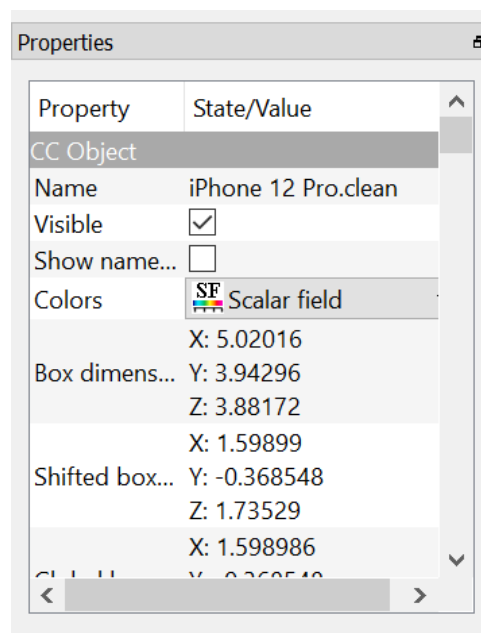 Properties
Property State/Value
CC Object
Name iPhone 12 Pro.clean
Visible
Show name...
Colors SF Scalar field
X: 5.02016
Box dimens... Y: 3.94296
Z: 3.88172
X: 1.59899
Shifted box... Y: -0.368548
Z: 1.73529
X: 1.598986